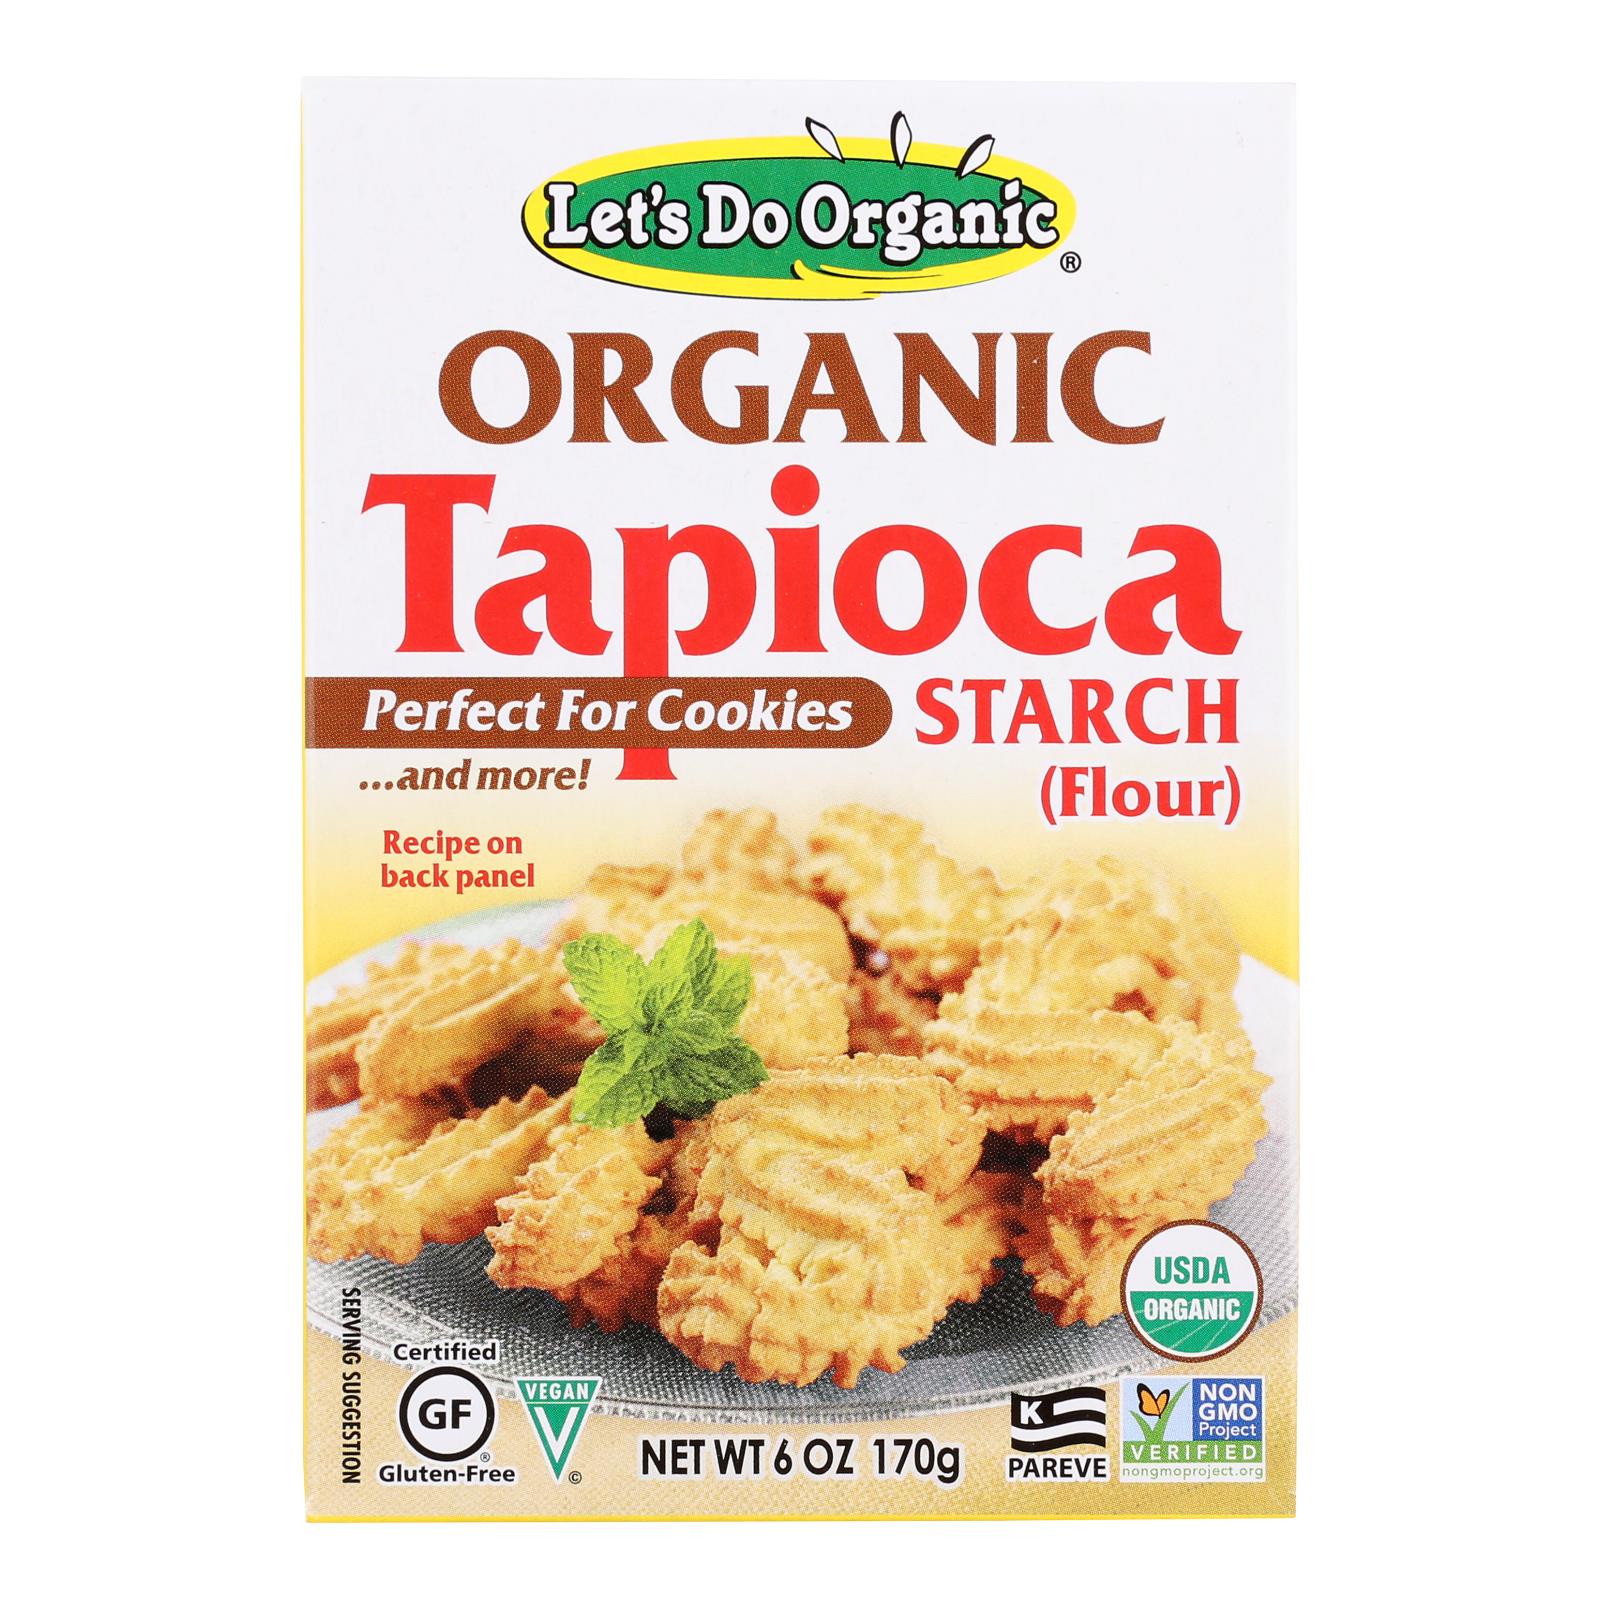 Let's Do Organic
®
ORGANIC
Tapioca
Perfect For Cookies
STARCH
...and more!
(Flour)
Recipe on
back panel
SERVING SUGGESTION
USDA
ORGANIC
Certified
GF
®
Gluten-Free
VEGAN
V
©
NET WT 6 OZ 170g
K
PAREVE
NON
GMO
Project
VERIFIED
nongmoproject.org